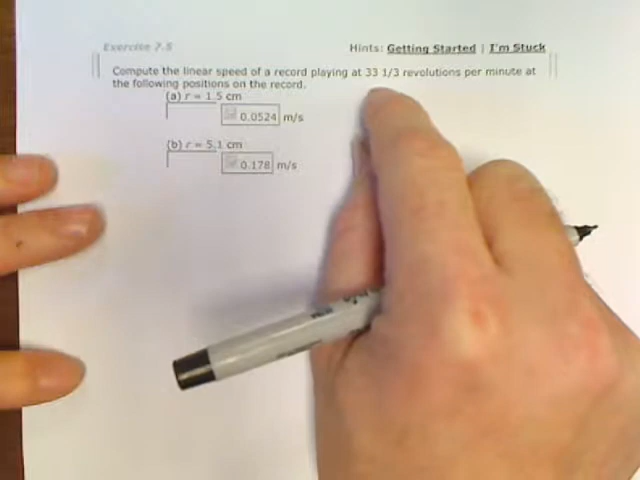 Exercise 7.5 Hints: Getting Started | I'm Stuck
Compute the linear speed of a record playing at 33 1/3 revolutions per minute at
the following positions on the record.
(a) r = 1.5 cm
0.0524 m/s
(b) r = 5.1 cm
0.178 m/s